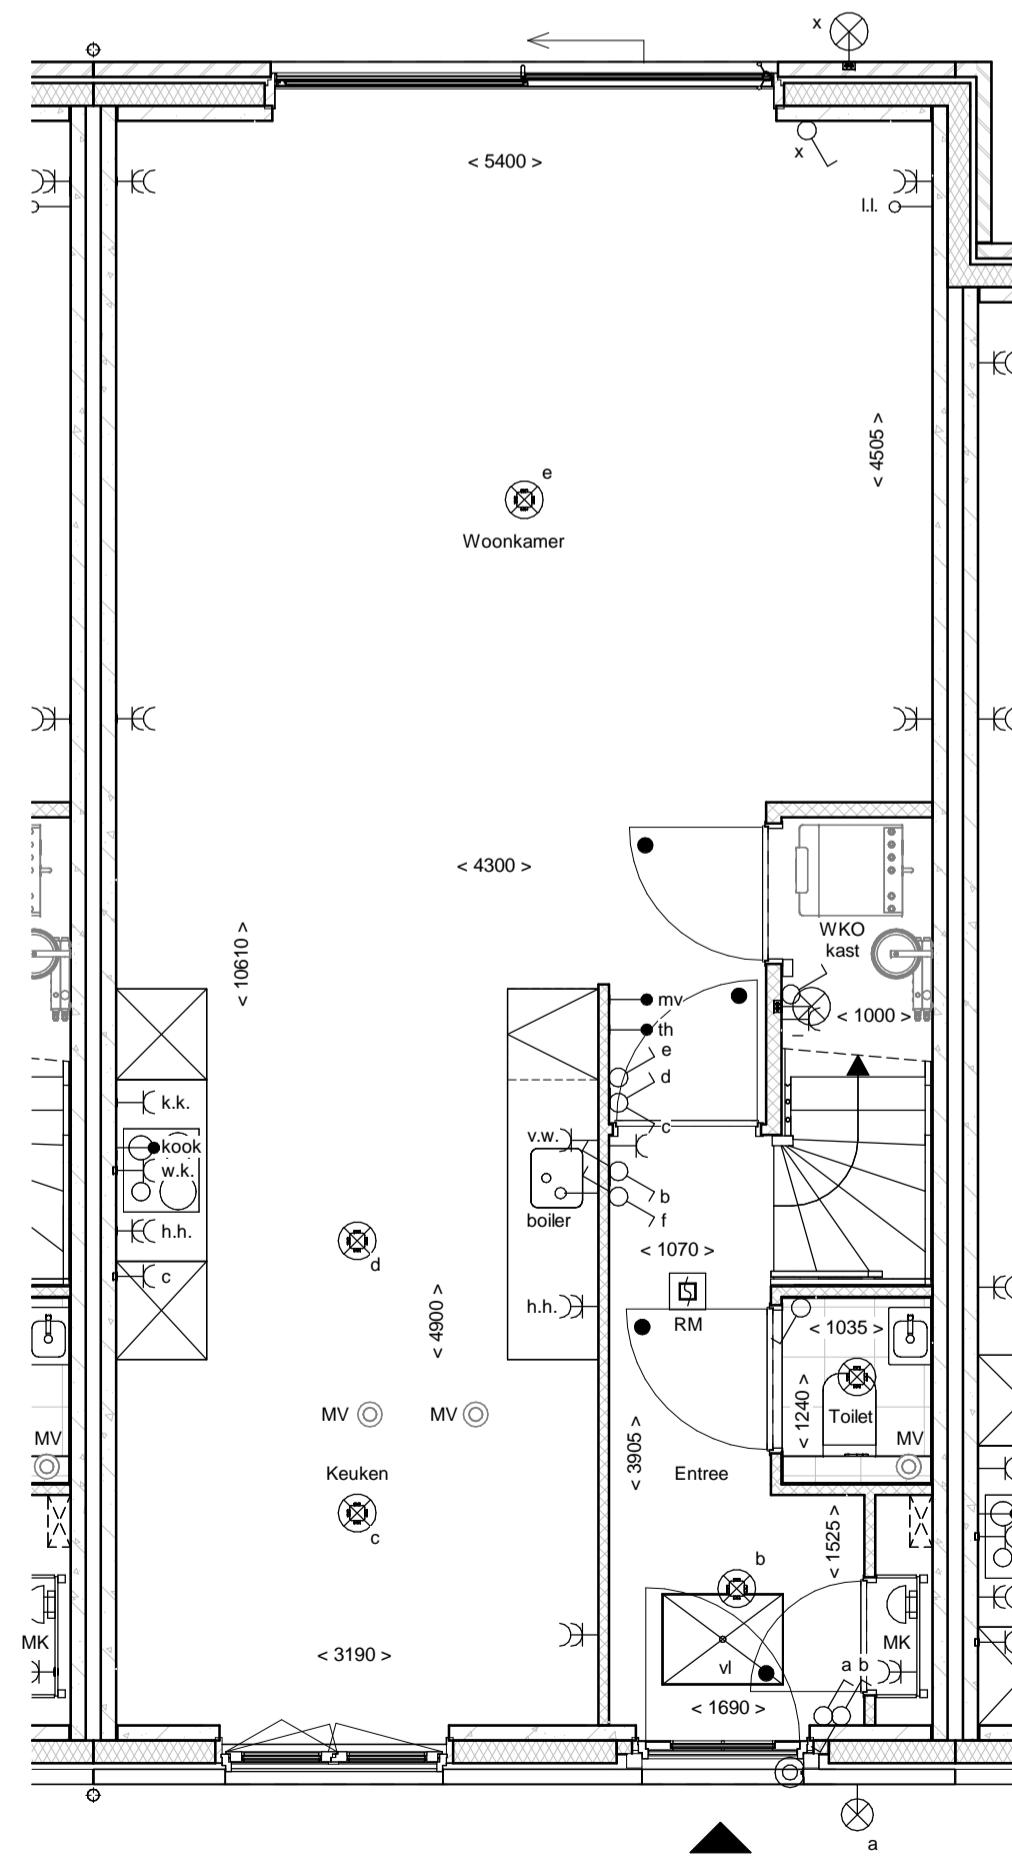 x
< 5400 >
x
l.l.
< 4505 >
e
Woonkamer
< 4300 >
< 10610 >
WKO
kast
mv
th
< 1000 >
e
d
k.k.
c
v.w.
kook
w.k.
b
boiler
f
h.h.
d
< 1070 >
c
h.h.
< 4900 >
RM
< 1035 >
< 1240 >
MV
MV
Toilet
MV
MV
< 3905 >
Keuken
Entree
c
< 1525 >
b
MK
< 3190 >
vl
a b
MK
< 1690 >
a